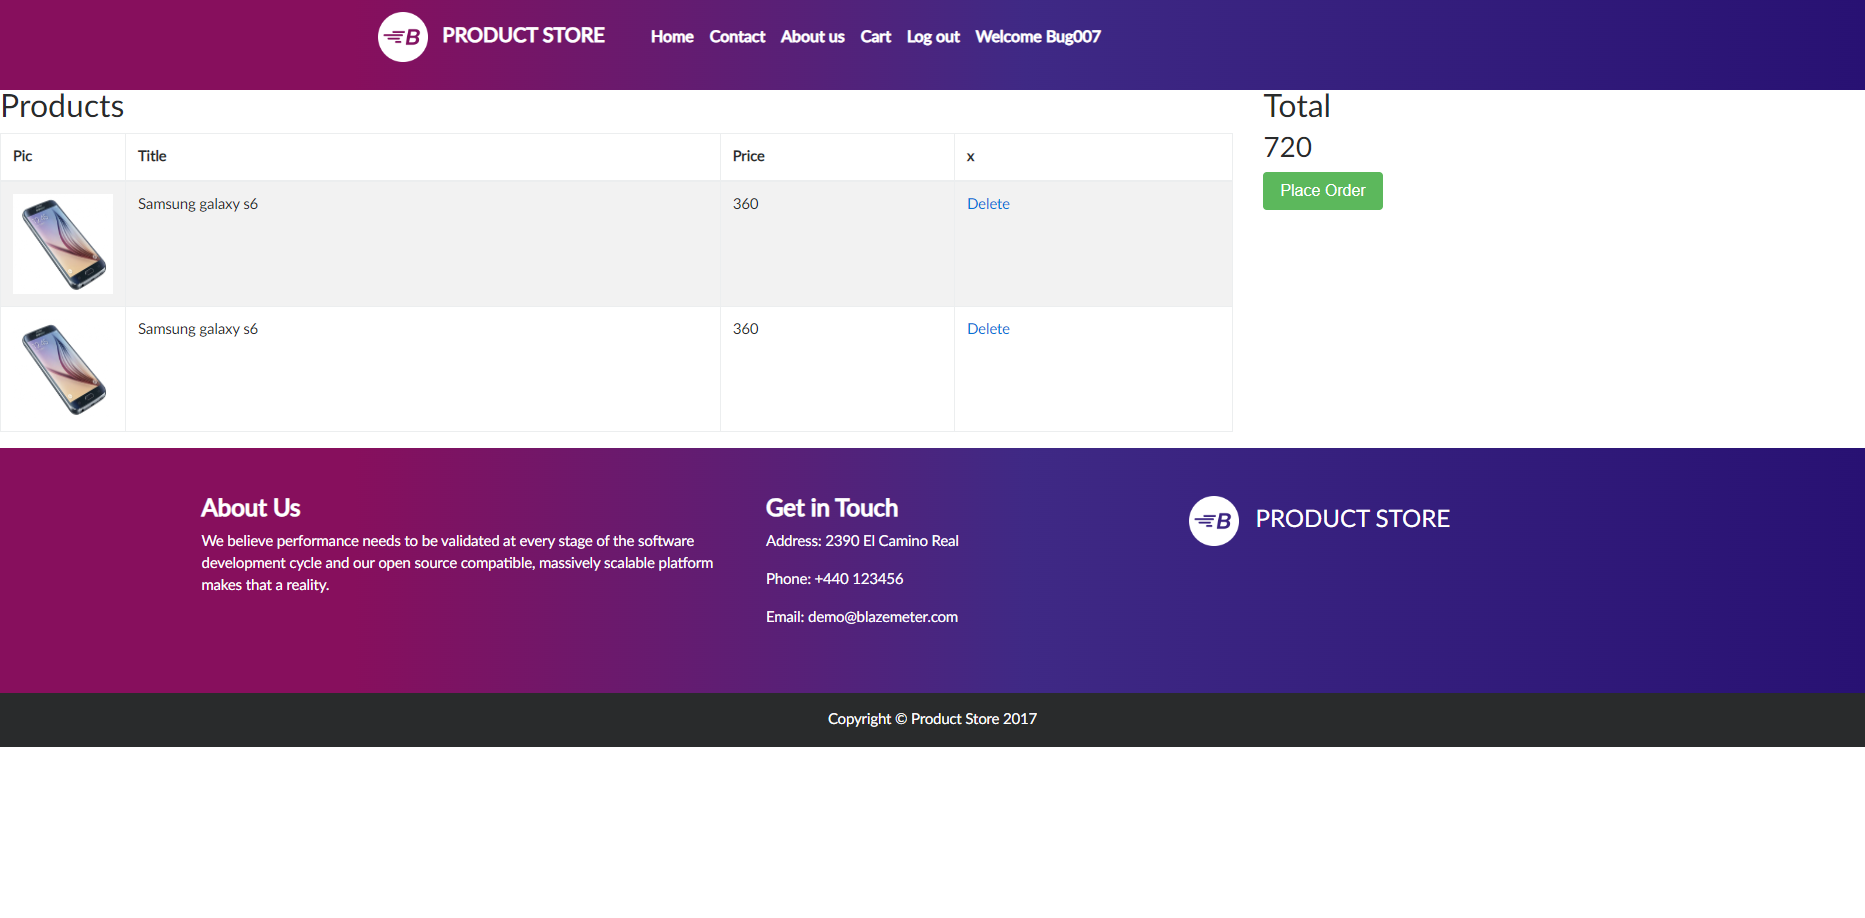 B PRODUCT STORE Home Contact About us Cart Log out Welcome Bug007
Products
Pic Title Price x
Samsung galaxy s6 360 Delete
Samsung galaxy s6 360 Delete
Total
720
Place Order
About Us
We believe performance needs to be validated at every stage of the software
development cycle and our open source compatible, massively scalable platform
makes that a reality.
Get in Touch
Address: 2390 El Camino Real
Phone: +440 123456
Email: demo@blazemeter.com
B PRODUCT STORE
Copyright © Product Store 2017